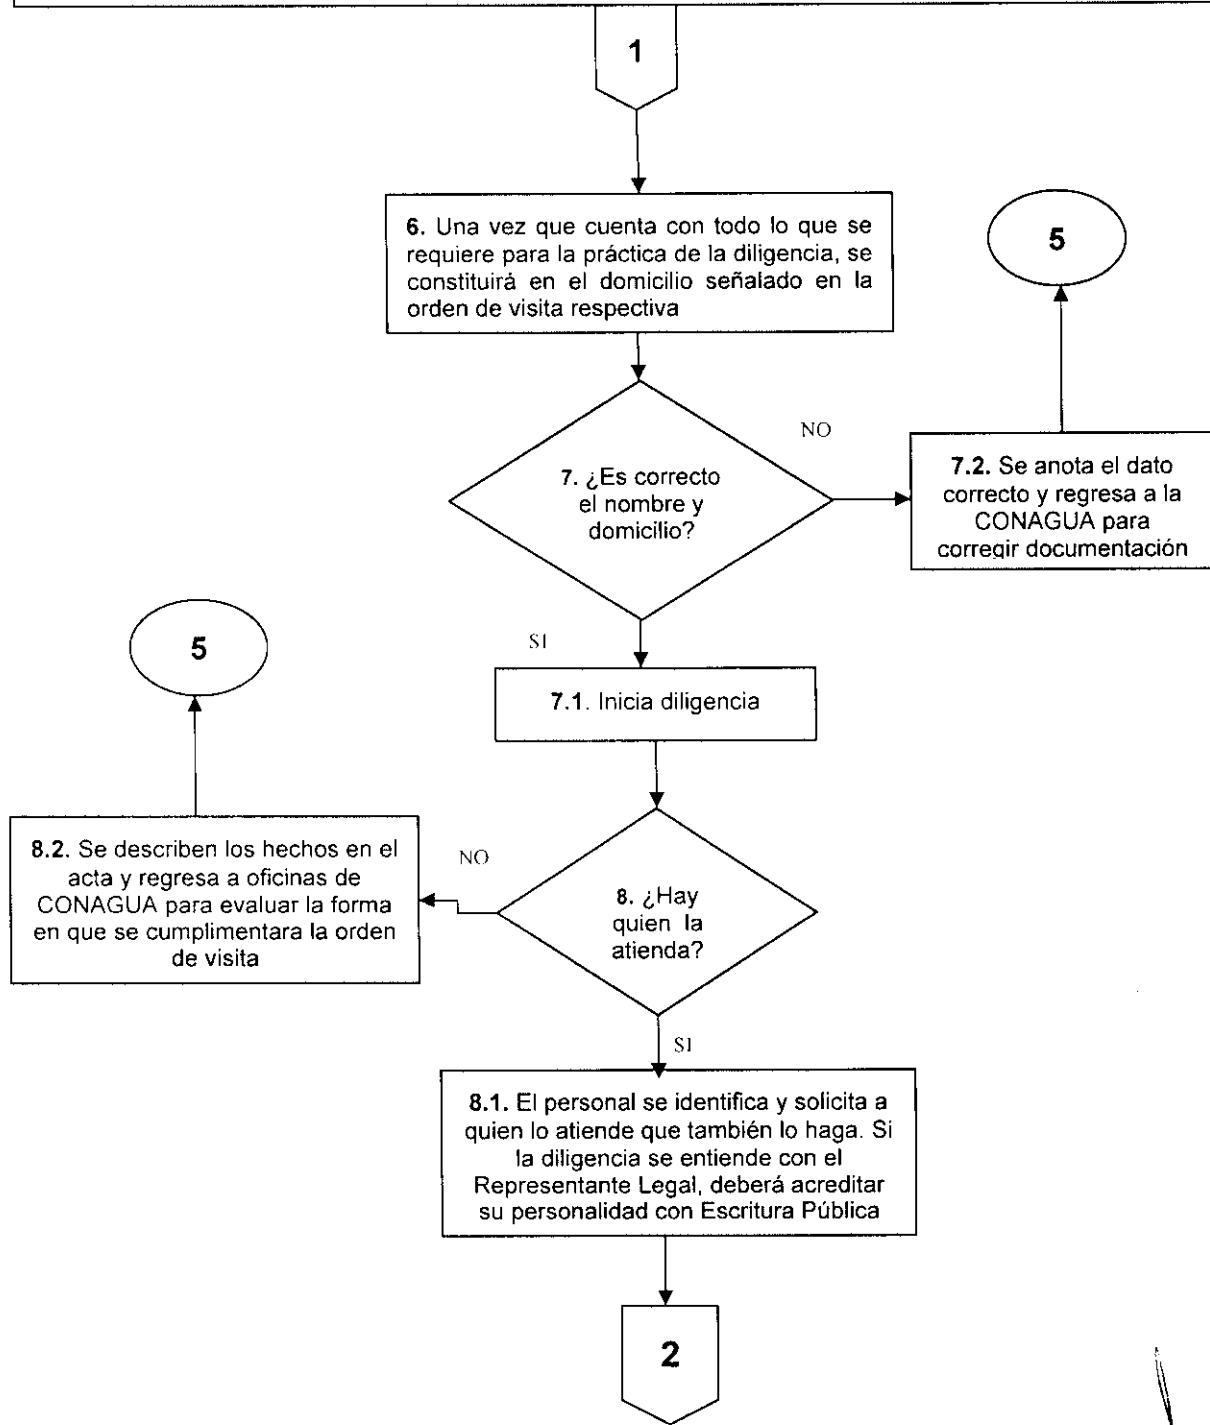 1
6. Una vez que cuenta con todo lo que se
requiere para la práctica de la diligencia, se
constituirá en el domicilio señalado en la
orden de visita respectiva
5
7. ¿Es correcto
el nombre y
domicilio?
NO
7.2. Se anota el dato
correcto y regresa a la
CONAGUA para
corregir documentación
SI
5
7.1. Inicia diligencia
8.2. Se describen los hechos en el
acta y regresa a oficinas de
CONAGUA para evaluar la forma
en que se cumplimentara la orden
de visita
NO
8. ¿Hay
quien la
atienda?
SI
8.1. El personal se identifica y solicita a
quien lo atiende que también lo haga. Si
la diligencia se entiende con el
Representante Legal, deberá acreditar
su personalidad con Escritura Pública
2